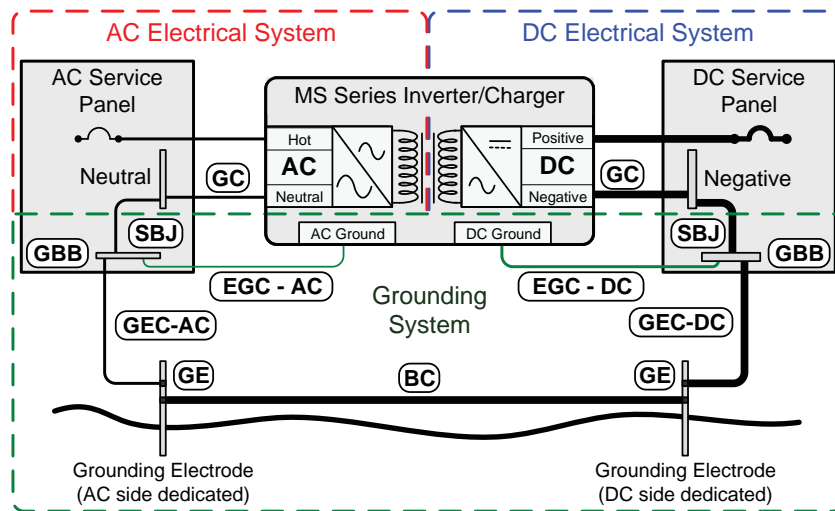 AC Electrical System
DC Electrical System
AC Service
Panel
MS Series Inverter/Charger
DC Service
Panel
Hot
AC
Neutral
Positive
DC
Negative
Neutral
GC
GC
Negative
SBJ
SBJ
AC Ground
DC Ground
GBB
GBB
EGC - AC
EGC - DC
Grounding
System
GEC-AC
GEC-DC
GE
BC
GE
Grounding Electrode
(AC side dedicated)
Grounding Electrode
(DC side dedicated)